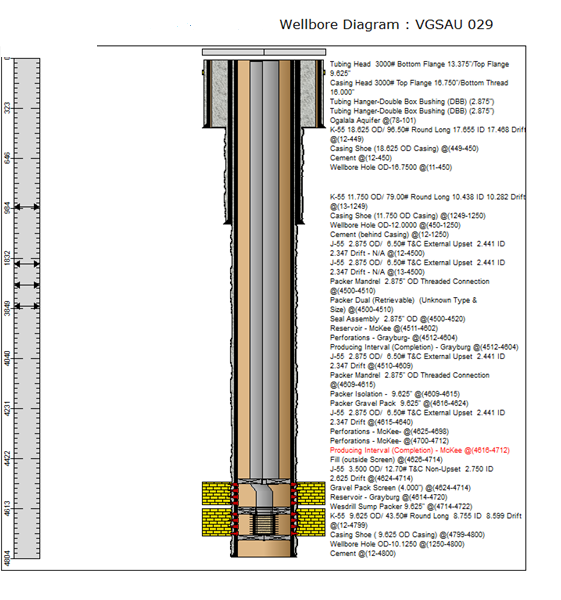 Wellbore Diagram : VGSAU 029
Tubing Head 3000# Bottom Flange 13.375"/Top Flange
9.625"
Casing Head 3000# Top Flange 16.750"/Bottom Thread
16.000"
Tubing Hanger-Double Box Bushing (DBB) (2.875")
Tubing Hanger-Double Box Bushing (DBB) (2.875")
Ogalala Aquifer @(78-101)
K-55 18.625 OD/ 96.50# Round Long 17.655 ID 17.468 Drift
@(12-449)
Casing Shoe (18.625 OD Casing) @(449-450)
Cement @(12-450)
Wellbore Hole OD-16.7500 @(11-450)
K-55 11.750 OD/ 79.00# Round Long 10.438 ID 10.282 Drift
@(13-1249)
Casing Shoe (11.750 OD Casing) @(1249-1250)
Wellbore Hole OD-12.0000 @(450-1250)
Cement (behind Casing) @(12-1250)
J-55 2.875 OD/ 6.50# T&C External Upset 2.441 ID
2.347 Drift - N/A @(12-4500)
J-55 2.875 OD/ 6.50# T&C External Upset 2.441 ID
2.347 Drift - N/A @(13-4500)
Packer Mandrel 2.875" OD Threaded Connection
@(4500-4510)
Packer Dual (Retrievable) (Unknown Type &
Size) @(4500-4510)
Seal Assembly 2.875" OD @(4500-4520)
Reservoir - McKee @(4511-4602)
Perforations - Grayburg- @(4512-4604)
Producing Interval (Completion) - Grayburg @(4512-4604)
J-55 2.875 OD/ 6.50# T&C External Upset 2.441 ID
2.347 Drift @(4510-4609)
Packer Mandrel 2.875" OD Threaded Connection
@(4609-4615)
Packer Isolation - 9.625" @(4609-4615)
Packer Gravel Pack 9.625" @(4616-4624)
J-55 2.875 OD/ 6.50# T&C External Upset 2.441 ID
2.347 Drift @(4615-4640)
Perforations - McKee- @(4625-4698)
Perforations - McKee- @(4700-4712)
Producing Interval (Completion) - McKee @(4616-4712)
Fill (outside Screen) @(4626-4714)
J-55 3.500 OD/ 12.70# T&C Non-Upset 2.750 ID
2.625 Drift @(4624-4714)
Gravel Pack Screen (4.000") @(4624-4714)
Reservoir - Grayburg @(4614-4720)
Wesdrill Sump Packer 9.625" @(4714-4722)
K-55 9.625 OD/ 43.50# Round Long 8.755 ID 8.599 Drift
@(12-4799)
Casing Shoe ( 9.625 OD Casing) @(4799-4800)
Wellbore Hole OD-10.1250 @(1250-4800)
Cement @(12-4800)
0
323
646
984
1832
3849
4040
4231
4422
4613
4804